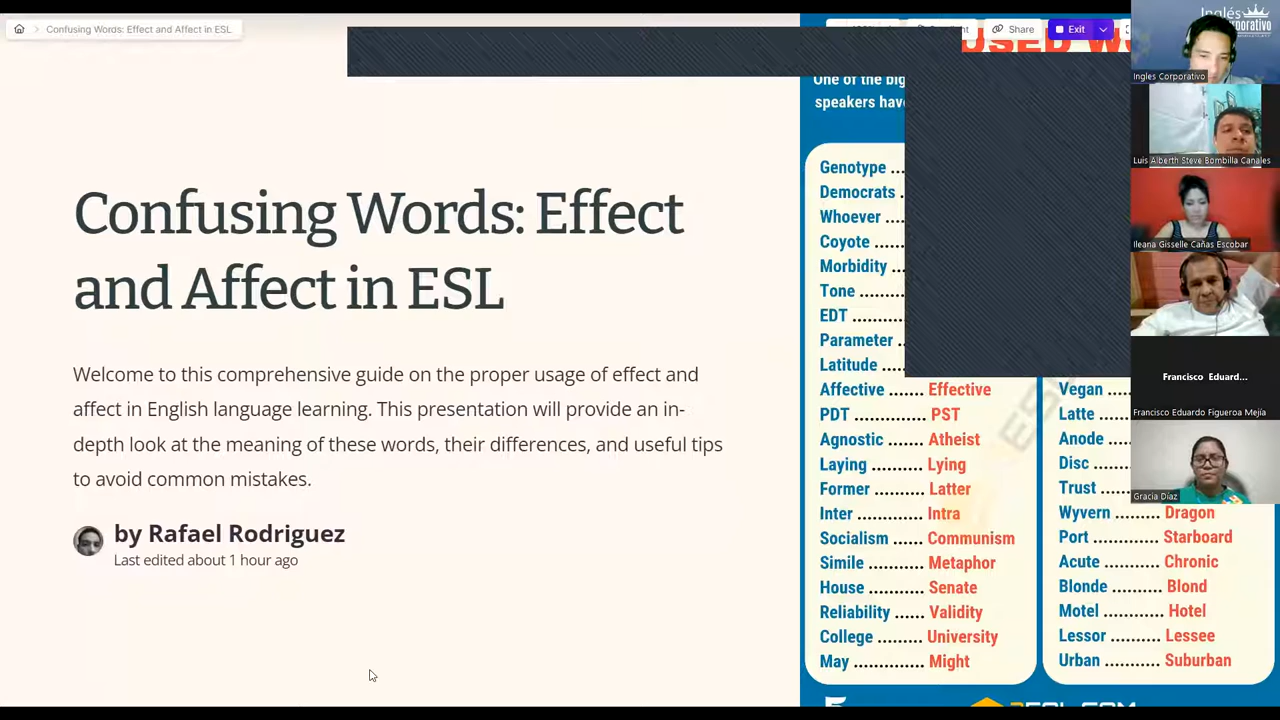 Confusing Words: Effect and Affect in ESL
Share
Exit
Inglés
Corporativo
USED
One of the big
speakers have
Confusing Words: Effect
and Affect in ESL
Welcome to this comprehensive guide on the proper usage of effect and
affect in English language learning. This presentation will provide an in-
depth look at the meaning of these words, their differences, and useful tips
to avoid common mistakes.
by Rafael Rodriguez
Last edited about 1 hour ago
Genotype ...
Democrats .
Whoever ....
Coyote ......
Morbidity ..
Tone .........
EDT ..........
Parameter .
Latitude .....
Affective ....... Effective
PDT .............. PST
Agnostic ....... Atheist
Laying .......... Lying
Former .......... Latter
Inter ............. Intra
Socialism ...... Communism
Simile ........... Metaphor
House ........... Senate
Reliability ...... Validity
College ......... University
May .............. Might
Vegan ....
Latte ......
Anode ....
Disc .......
Trust ......
Wyvern .......... Dragon
Port .............. Starboard
Acute ........... Chronic
Blonde .......... Blond
Motel ............ Hotel
Lessor .......... Lessee
Urban ........... Suburban
Ingles Corporativo
Luis Alberth Steve Bombilla Canales
Ileana Gisselle Cañas Escobar
Francisco Eduard...
Francisco Eduardo Figueroa Mejía
Gracia Díaz